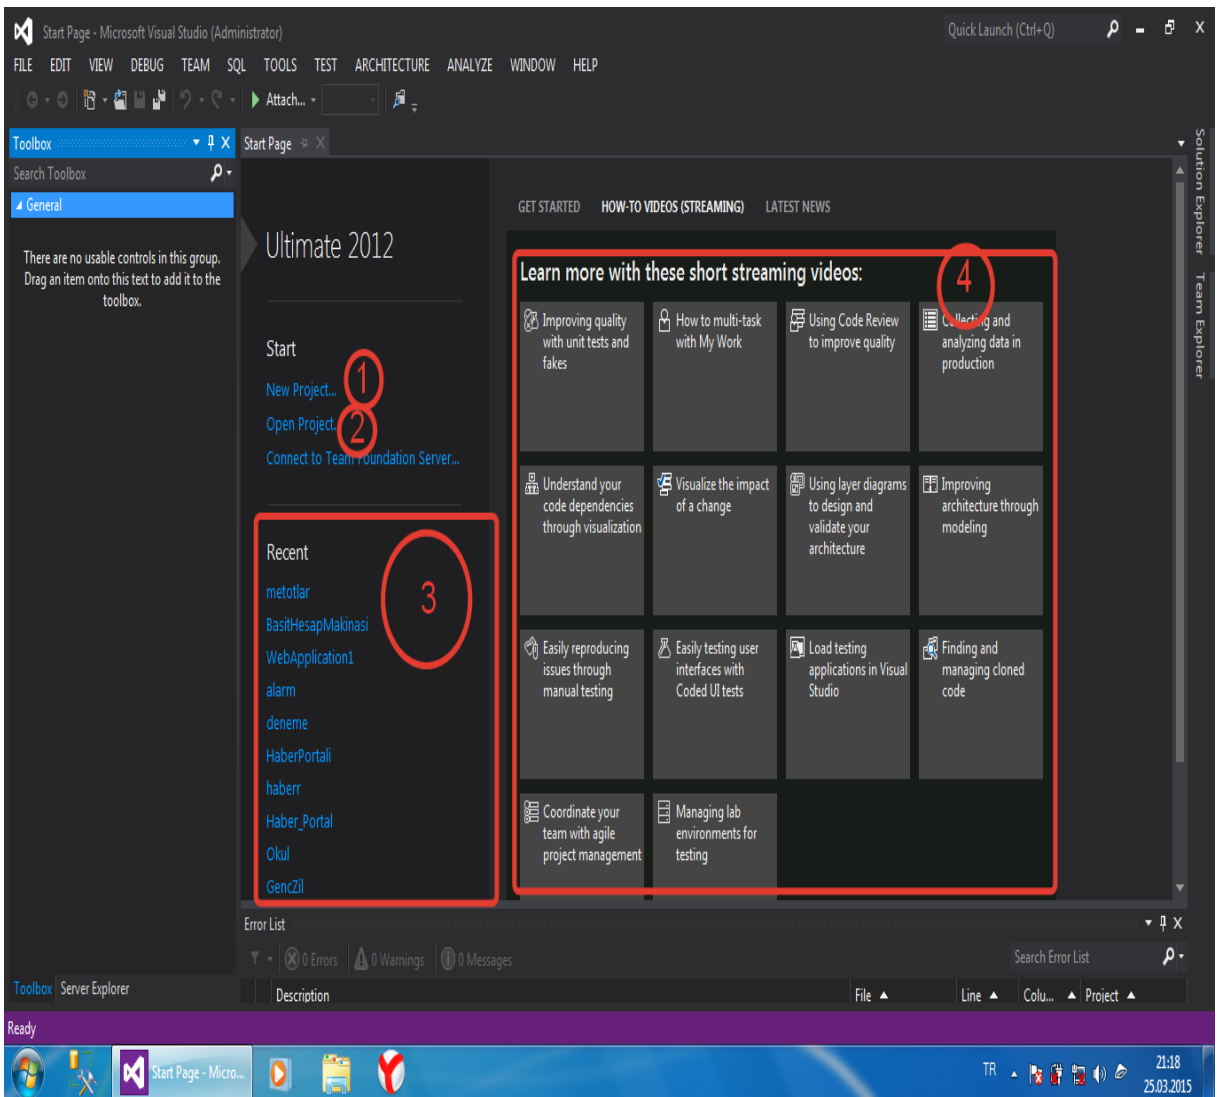 Start Page - Microsoft Visual Studio (Administrator)
Quick Launch (Ctrl+Q)
FILE EDIT VIEW DEBUG TEAM SQL TOOLS TEST ARCHITECTURE ANALYZE WINDOW HELP
Attach...
Toolbox
Search Toolbox
General
There are no usable controls in this group.
Drag an item onto this text to add it to the
toolbox.
Start Page
Ultimate 2012
Start
New Project...
1
Open Project...
2
Connect to Team Foundation Server...
Recent
3
metotlar
BasitHesapMakinasi
WebApplication1
alarm
deneme
HaberPortali
haberr
Haber_Portal
Okul
GencZil
GET STARTED HOW-TO VIDEOS (STREAMING) LATEST NEWS
Learn more with these short streaming videos:
4
Improving quality
with unit tests and
fakes
How to multi-task
with My Work
Using Code Review
to improve quality
Collecting and
analyzing data in
production
Understand your
code dependencies
through visualization
Visualize the impact
of a change
Using layer diagrams
to design and
validate your
architecture
Improving
architecture through
modeling
Easily reproducing
issues through
manual testing
Easily testing user
interfaces with
Coded UI tests
Load testing
applications in Visual
Studio
Finding and
managing cloned
code
Coordinate your
team with agile
project management
Managing lab
environments for
testing
Solution Explorer
Team Explorer
Error List
0 Errors 0 Warnings 0 Messages
Search Error List
Description File Line Colu... Project
Toolbox Server Explorer
Ready
Start Page - Micro...
TR
21:18
25.03.2015